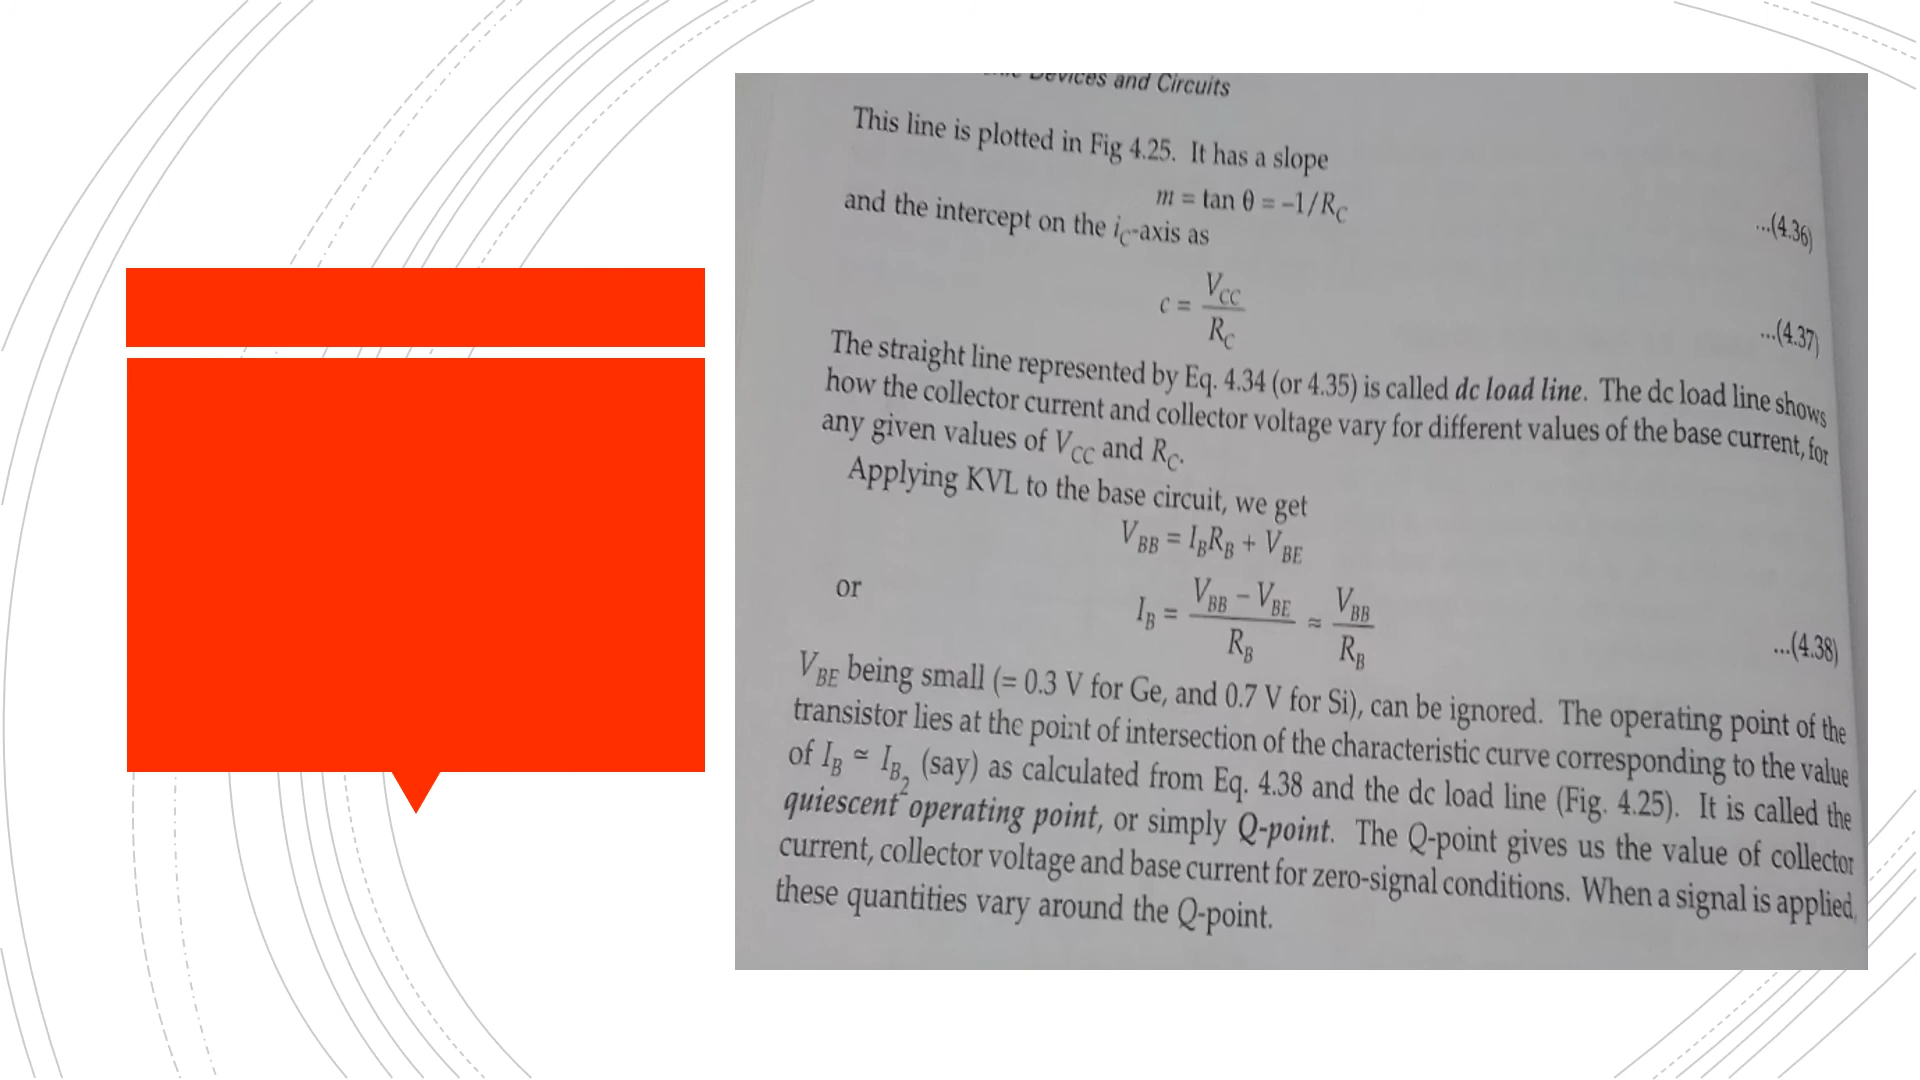 Devices and Circuits
This line is plotted in Fig 4.25. It has a slope
m = tan θ = –1/R_C ...(4.36)
and the intercept on the i_C-axis as
c = V_CC / R_C ...(4.37)
The straight line represented by Eq. 4.34 (or 4.35) is called dc load line. The dc load line shows
how the collector current and collector voltage vary for different values of the base current, for
any given values of V_CC and R_C.
Applying KVL to the base circuit, we get
V_BB = I_B R_B + V_BE
or I_B = (V_BB – V_BE) / R_B ≈ V_BB / R_B ...(4.38)
V_BE being small (= 0.3 V for Ge, and 0.7 V for Si), can be ignored. The operating point of the
transistor lies at the point of intersection of the characteristic curve corresponding to the value
of I_B ≃ I_B₂ (say) as calculated from Eq. 4.38 and the dc load line (Fig. 4.25). It is called the
quiescent operating point, or simply Q-point. The Q-point gives us the value of collector
current, collector voltage and base current for zero-signal conditions. When a signal is applied,
these quantities vary around the Q-point.